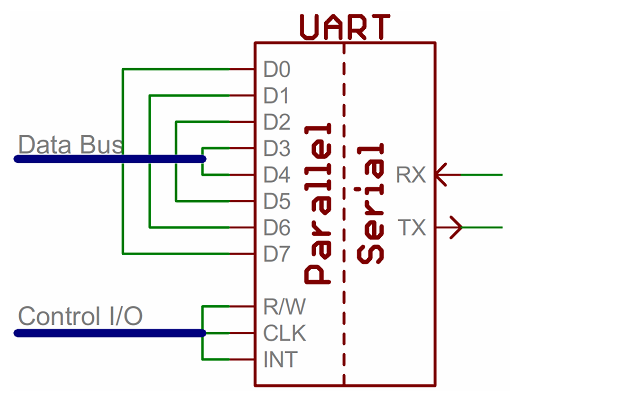 UART
D0
D1
D2
Data Bus
D3
D4
D5
D6
D7
Parallel
Serial
RX
TX
R/W
Control I/O
CLK
INT